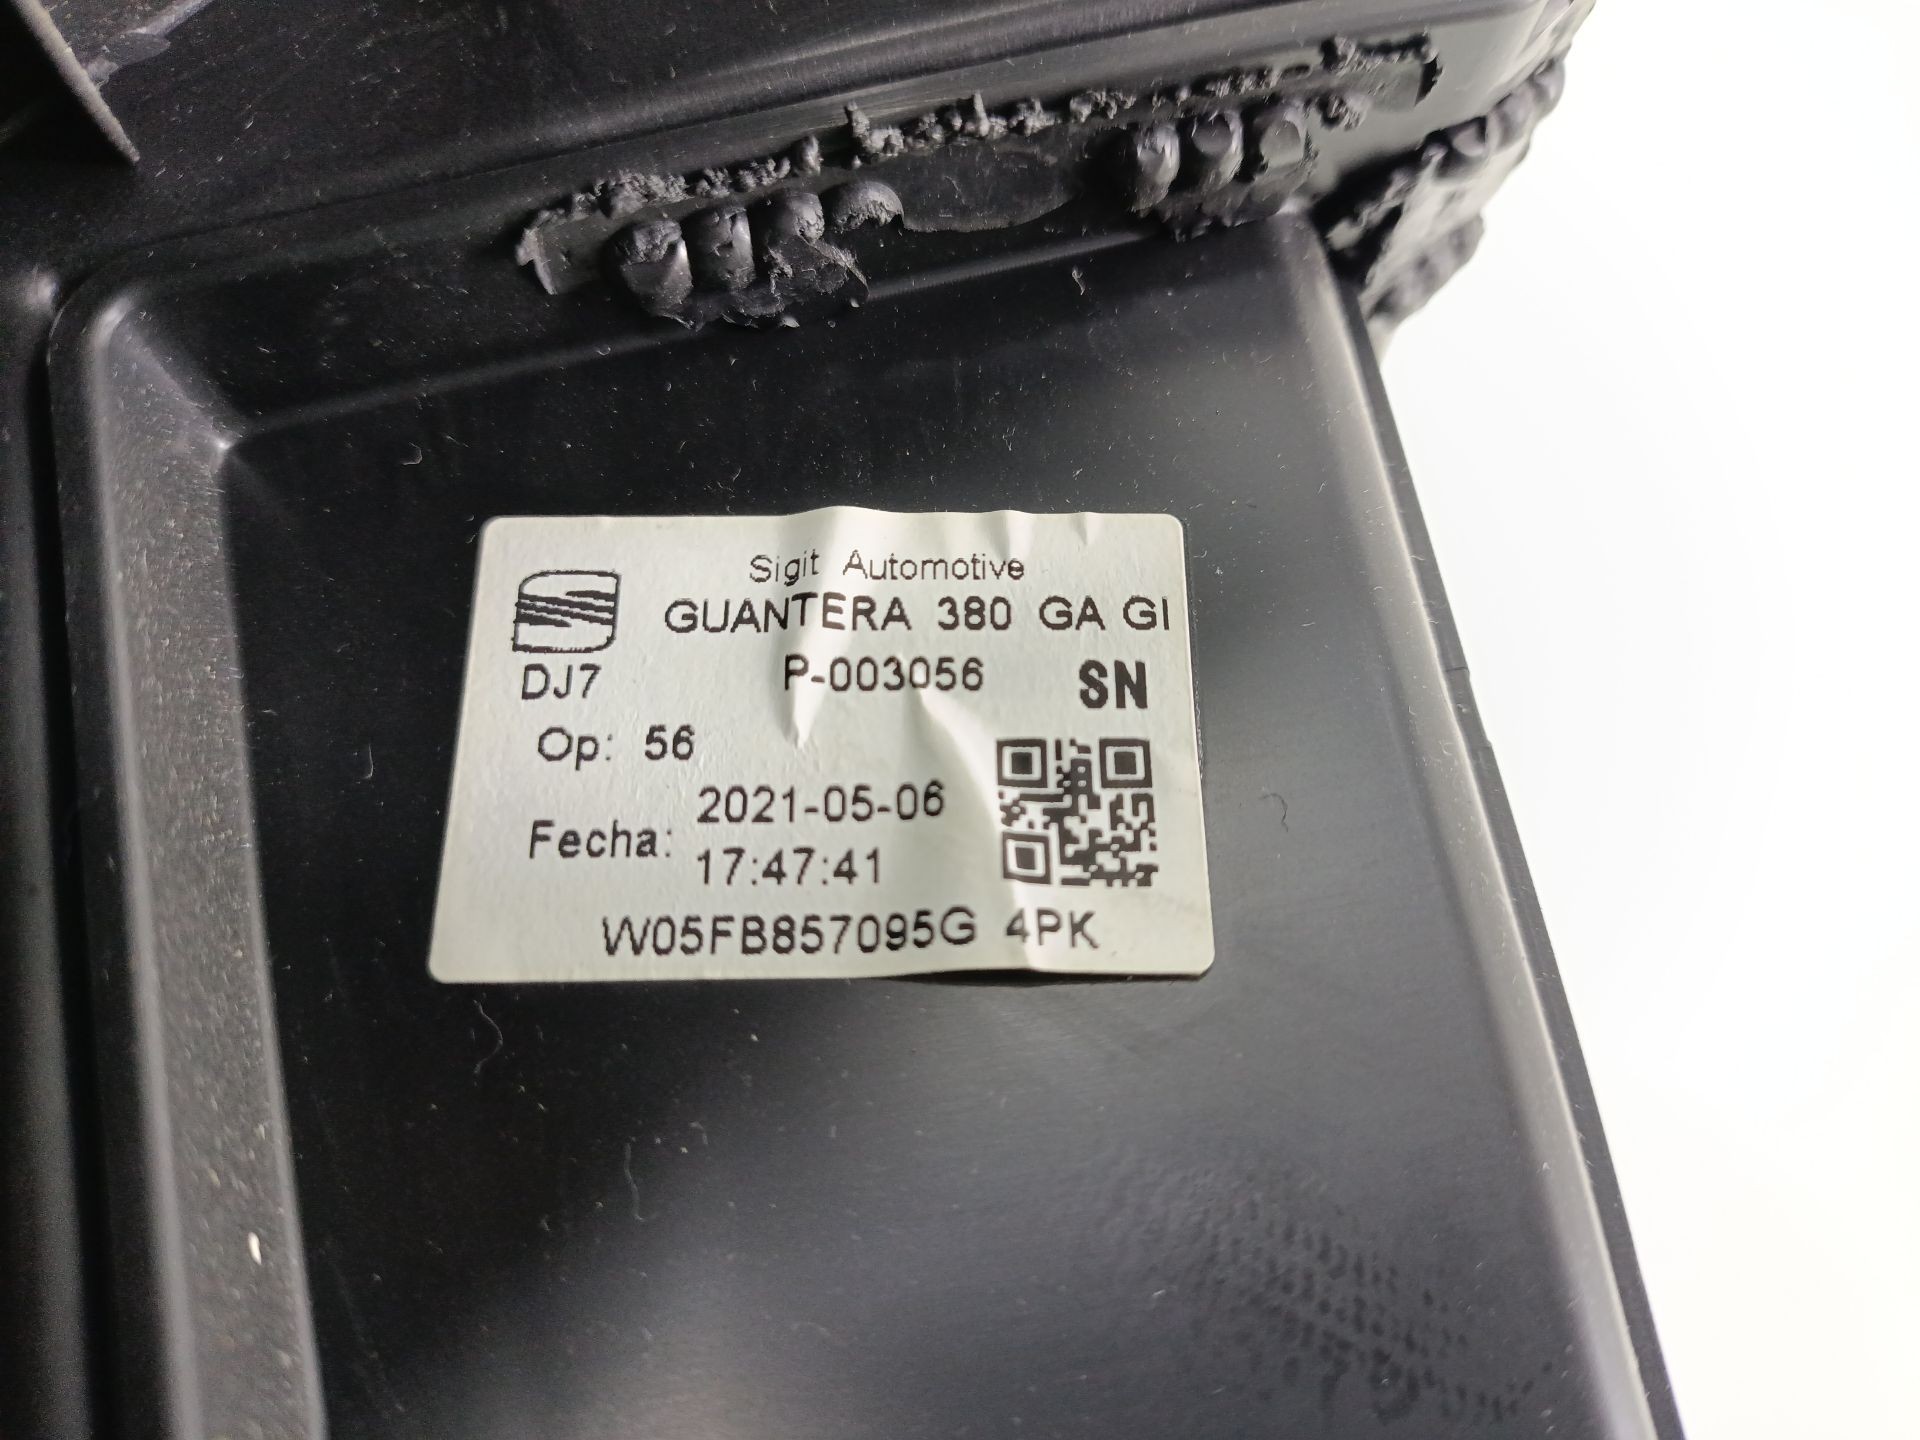 Sigit Automotive
GUANTERA 380 GA GI
DJ7 P-003056 SN
Op: 56
Fecha: 2021-05-06
17:47:41
W05FB857095G 4PK